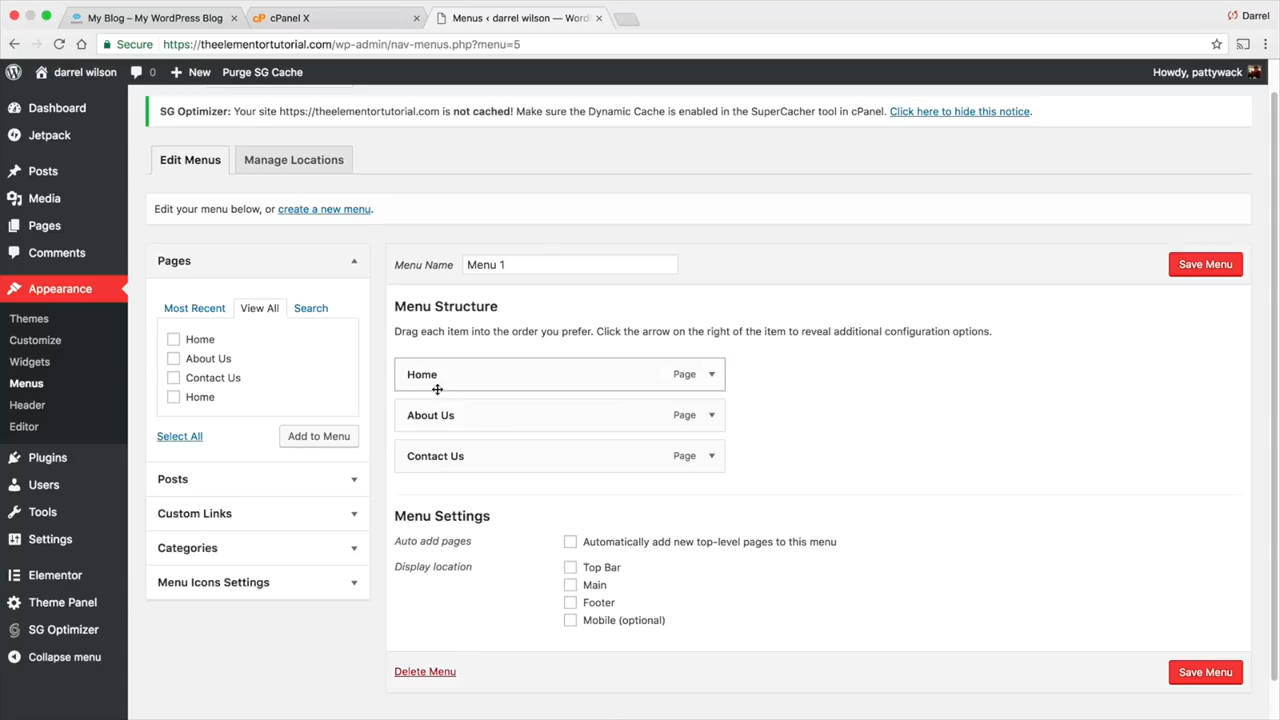 My Blog – My WordPress Blog
cPanel X
Menus ‹ darrel wilson — Word
Darrel
Secure https://theelementortutorial.com/wp-admin/nav-menus.php?menu=5
darrel wilson 0 New Purge SG Cache Howdy, pattywack
Dashboard
Jetpack
Posts
Media
Pages
Comments
Appearance
Themes
Customize
Widgets
Menus
Header
Editor
Plugins
Users
Tools
Settings
Elementor
Theme Panel
SG Optimizer
Collapse menu
SG Optimizer: Your site https://theelementortutorial.com is not cached! Make sure the Dynamic Cache is enabled in the SuperCacher tool in cPanel. Click here to hide this notice.
Edit Menus Manage Locations
Edit your menu below, or create a new menu.
Pages
Most Recent View All Search
Home
About Us
Contact Us
Home
Select All Add to Menu
Posts
Custom Links
Categories
Menu Icons Settings
Menu Name Menu 1 Save Menu
Menu Structure
Drag each item into the order you prefer. Click the arrow on the right of the item to reveal additional configuration options.
Home Page
About Us Page
Contact Us Page
Menu Settings
Auto add pages Automatically add new top-level pages to this menu
Display location Top Bar
Main
Footer
Mobile (optional)
Delete Menu Save Menu